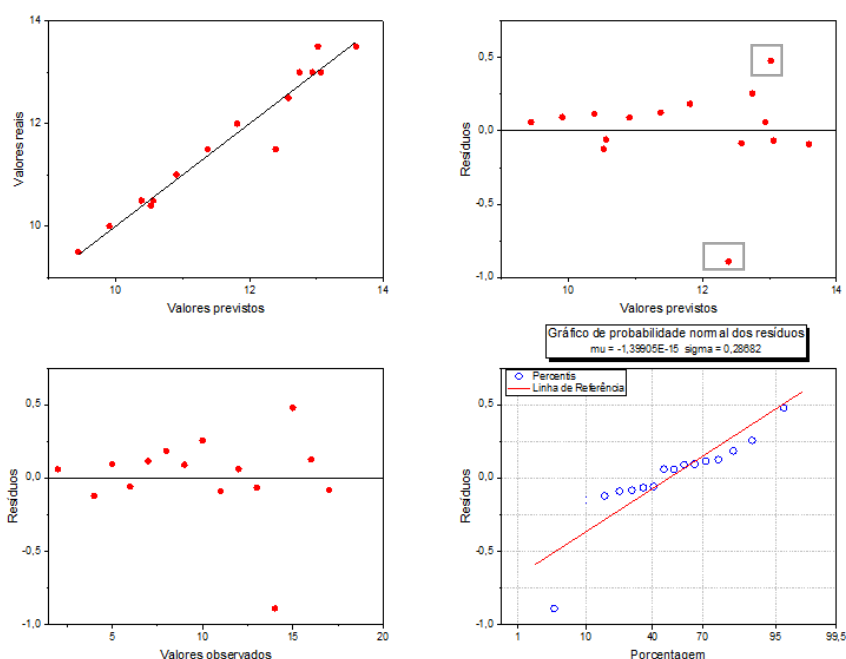 14
12
10
Valores reais
10
12
14
Valores previstos
0,5
0,0
-0,5
-1,0
Resíduos
10
12
14
Valores previstos
0,5
0,0
-0,5
-1,0
Resíduos
5
10
15
20
Valores observados
Gráfico de probabilidade normal dos resíduos
mu = -1,39905E-15 sigma = 0,28682
Percentis
Linha de Referência
0,5
0,0
-0,5
-1,0
Resíduos
1
10
40
70
95
99,5
Porcentagem